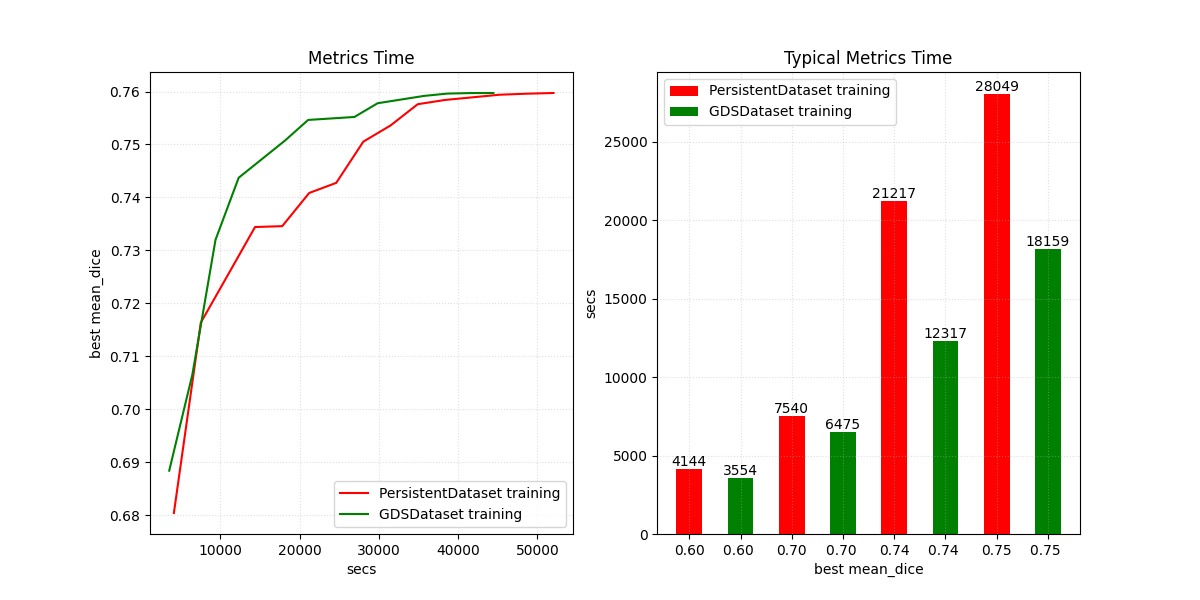 Metrics Time
best mean_dice
0.76
0.75
0.74
0.73
0.72
0.71
0.70
0.69
0.68
PersistentDataset training
GDSDataset training
10000 20000 30000 40000 50000
secs
Typical Metrics Time
PersistentDataset training
GDSDataset training
secs
25000
20000
15000
10000
5000
0
4144 3554 7540 6475 21217 12317 28049 18159
0.60 0.60 0.70 0.70 0.74 0.74 0.75 0.75
best mean_dice